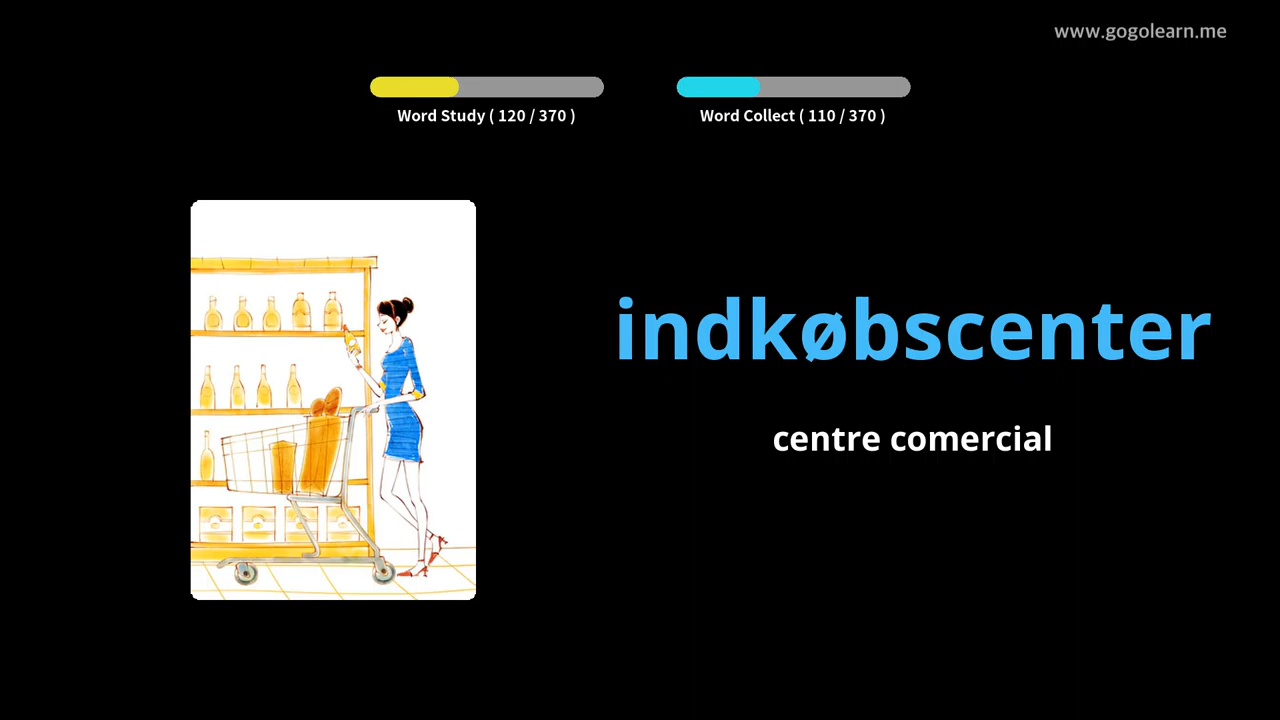 www.gogolearn.me
Word Study ( 120 / 370 )
Word Collect ( 110 / 370 )
indkøbscenter
centre comercial